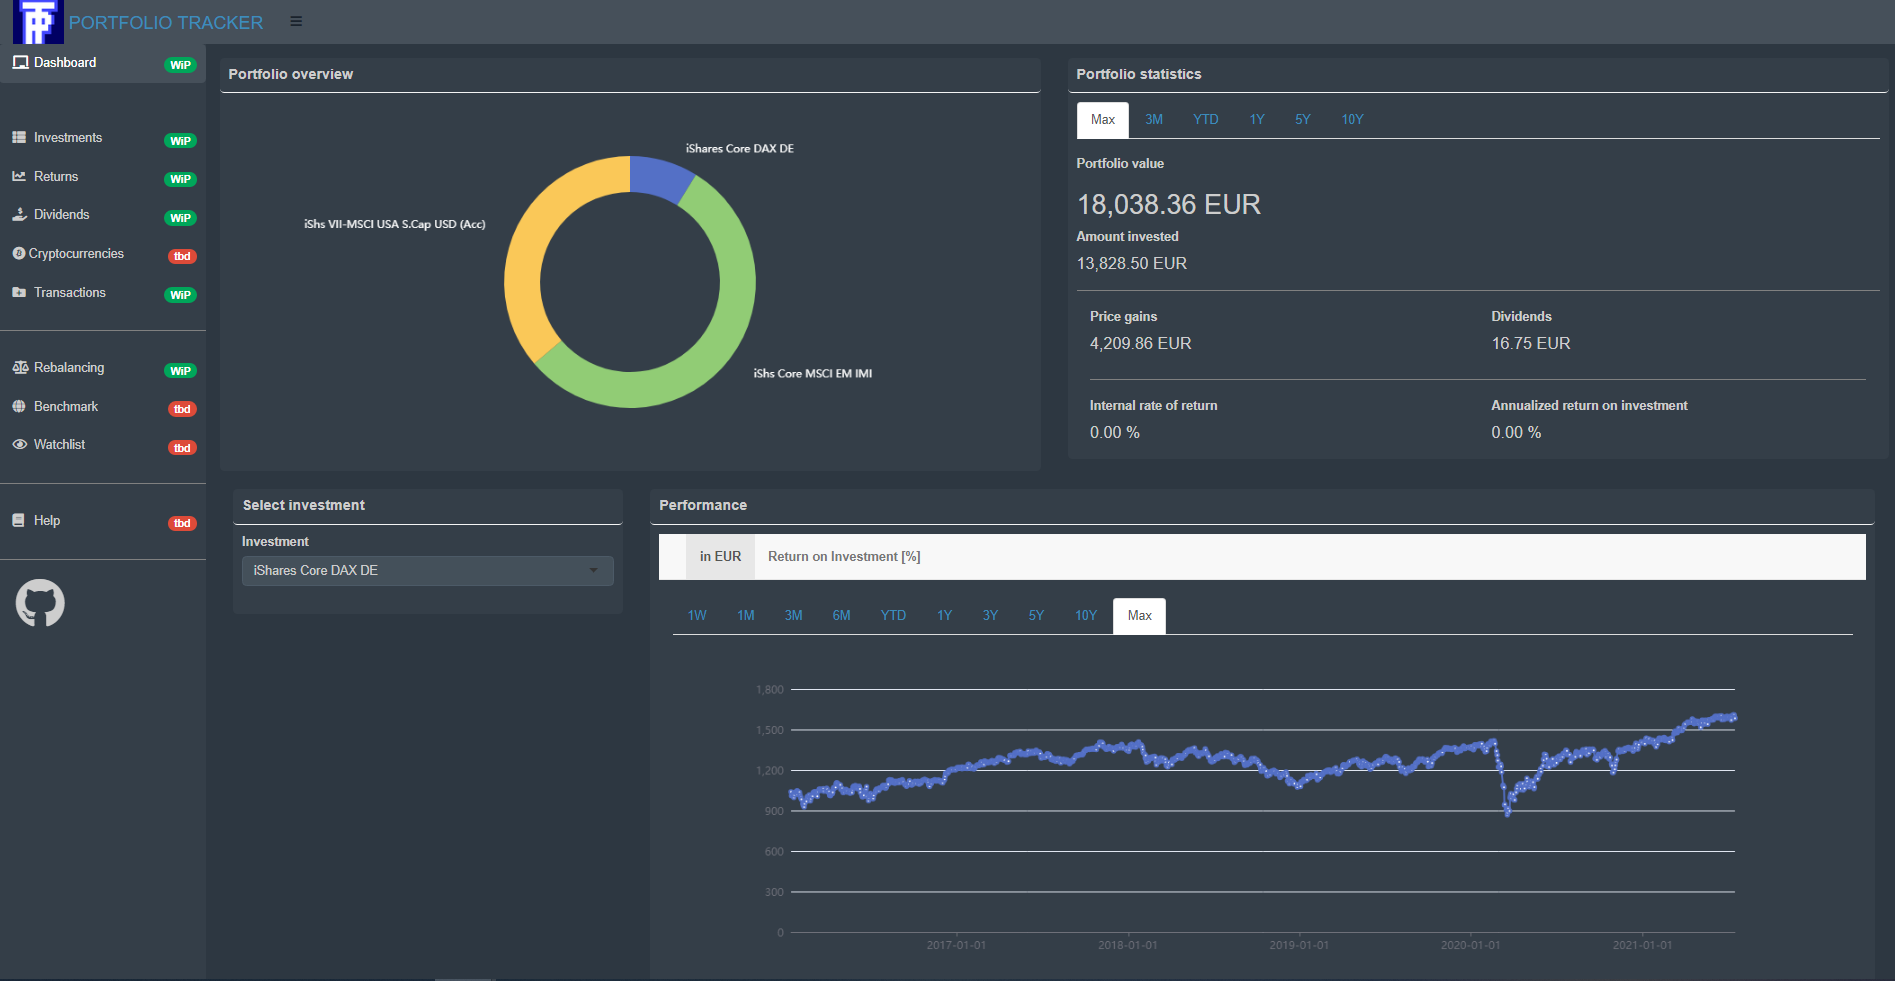 PORTFOLIO TRACKER
Dashboard WiP
Investments WiP
Returns WiP
Dividends WiP
Cryptocurrencies tbd
Transactions WiP
Rebalancing WiP
Benchmark tbd
Watchlist tbd
Help tbd
Portfolio overview
iShares Core DAX DE
iShs VII-MSCI USA S.Cap USD (Acc)
iShs Core MSCI EM IMI
Portfolio statistics
Max 3M YTD 1Y 5Y 10Y
Portfolio value
18,038.36 EUR
Amount invested
13,828.50 EUR
Price gains
4,209.86 EUR
Dividends
16.75 EUR
Internal rate of return
0.00 %
Annualized return on investment
0.00 %
Select investment
Investment
iShares Core DAX DE
Performance
in EUR Return on Investment [%]
1W 1M 3M 6M YTD 1Y 3Y 5Y 10Y Max
1,800
1,500
1,200
900
600
300
0
2017-01-01 2018-01-01 2019-01-01 2020-01-01 2021-01-01